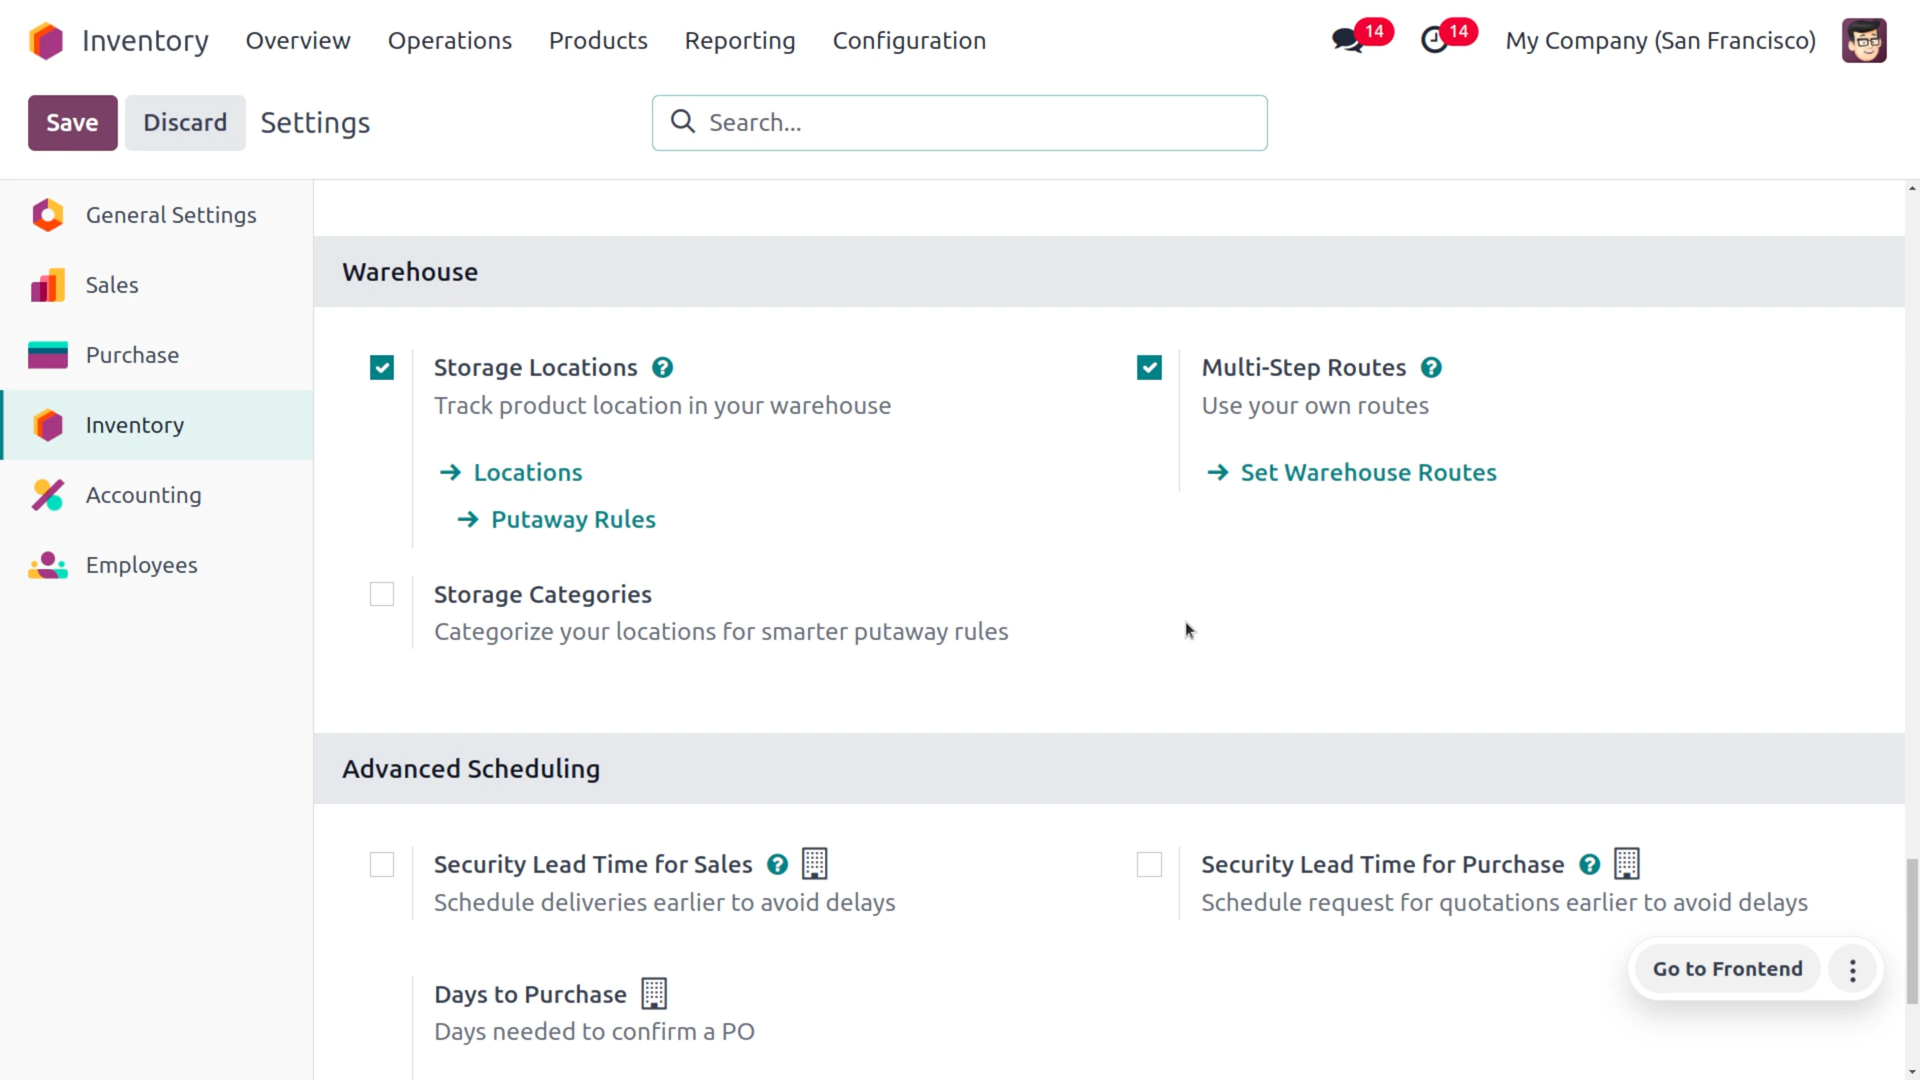 Inventory Overview Operations Products Reporting Configuration 14 14 My Company (San Francisco)
Save Discard Settings Search...
General Settings
Sales
Purchase
Inventory
Accounting
Employees
Warehouse
Storage Locations ?
Track product location in your warehouse
Locations
Putaway Rules
Multi-Step Routes ?
Use your own routes
Set Warehouse Routes
Storage Categories
Categorize your locations for smarter putaway rules
Advanced Scheduling
Security Lead Time for Sales ?
Schedule deliveries earlier to avoid delays
Security Lead Time for Purchase ?
Schedule request for quotations earlier to avoid delays
Days to Purchase
Days needed to confirm a PO
Go to Frontend